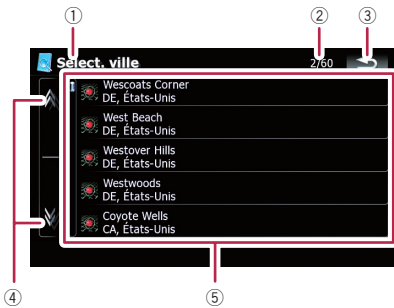 ① ② ③
Select. ville 2/60
Wescoats Corner
DE, États-Unis
West Beach
DE, États-Unis
Westover Hills
DE, États-Unis
Westwoods
DE, États-Unis
Coyote Wells
CA, États-Unis
④ ⑤